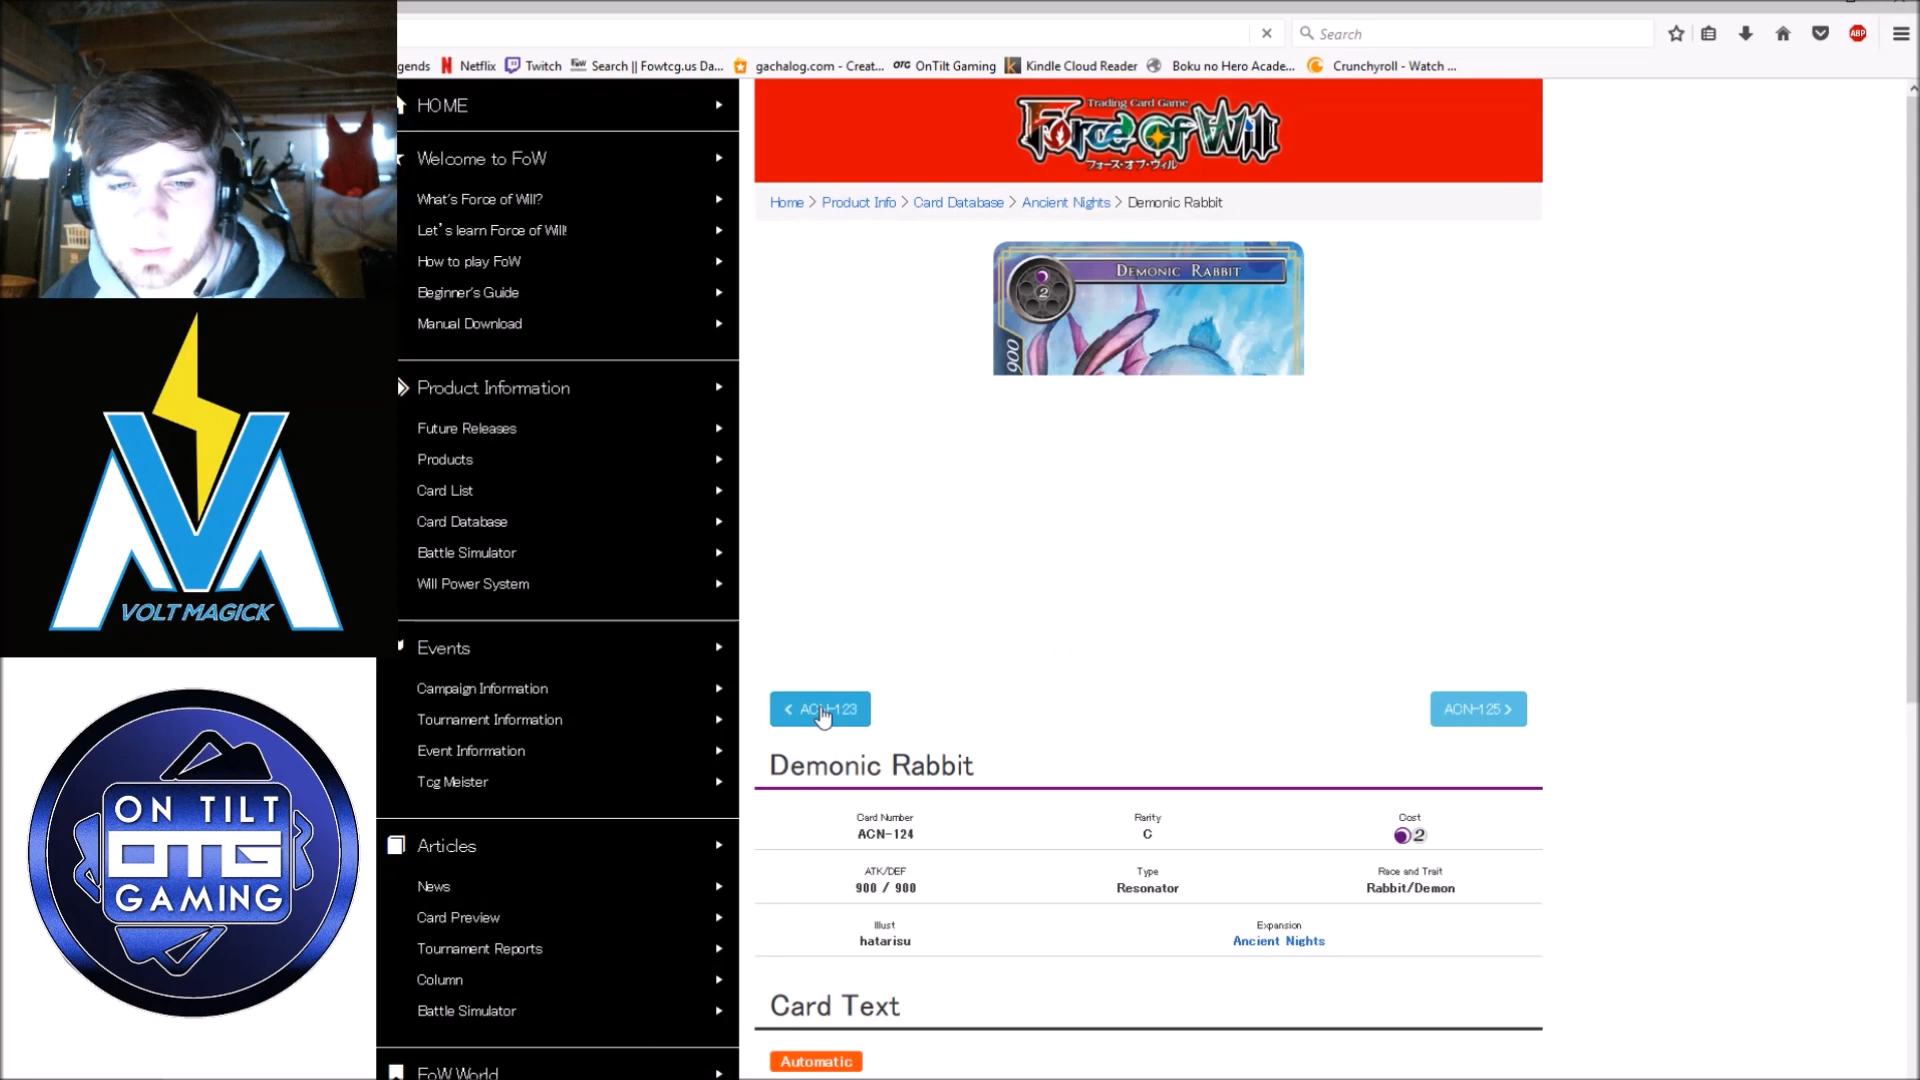 Search
gends
Netflix
Twitch
Search || Fowtcg.us Da...
gachalog.com - Creat...
OTG OnTilt Gaming
Kindle Cloud Reader
Boku no Hero Acade...
Crunchyroll - Watch ...
ABP
HOME
Welcome to FoW
What's Force of Will?
Let's learn Force of Will!
How to play FoW
Beginner's Guide
Manual Download
Product Information
Future Releases
Products
Card List
Card Database
Battle Simulator
Will Power System
Events
Campaign Information
Tournament Information
Event Information
Tcg Meister
Articles
News
Card Preview
Tournament Reports
Column
Battle Simulator
FoW World
VOLT MAGICK
ON TILT
OTG
GAMING
Trading Card Game
Force of Will
フォース・オブ・ウィル
Home > Product Info > Card Database > Ancient Nights > Demonic Rabbit
2
DEMONIC RABBIT
900
< ACN-123
ACN-125 >
Demonic Rabbit
Card Number
ACN-124
Rarity
C
Cost
2
ATK/DEF
900 / 900
Type
Resonator
Race and Trait
Rabbit/Demon
Illust
hatarisu
Expansion
Ancient Nights
Card Text
Automatic